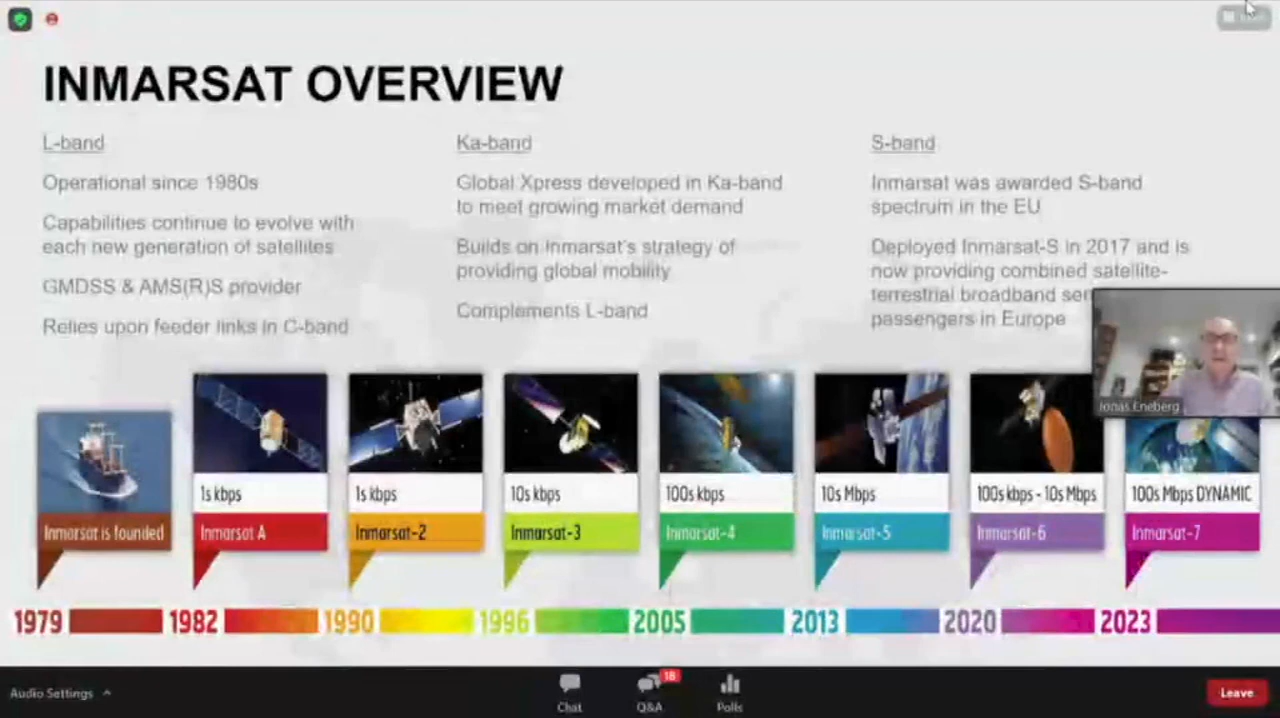 INMARSAT OVERVIEW
L-band
Operational since 1980s
Capabilities continue to evolve with
each new generation of satellites
GMDSS & AMS(R)S provider
Relies upon feeder links in C-band
Ka-band
Global Xpress developed in Ka-band
to meet growing market demand
Builds on Inmarsat's strategy of
providing global mobility
Complements L-band
S-band
Inmarsat was awarded S-band
spectrum in the EU
Deployed Inmarsat-S in 2017 and is
now providing combined satellite-
terrestrial broadband
passengers in Europe
Jonas Eneberg
1s kbps
1s kbps
10s kbps
100s kbps
10s Mbps
100s kbps - 10s Mbps
100s Mbps DYNAMIC
Inmarsat is founded
Inmarsat A
Inmarsat-2
Inmarsat-3
Inmarsat-4
Inmarsat-5
Inmarsat-6
Inmarsat-7
1979 1982 1990 1996 2005 2013 2020 2023
18
Audio Settings
Chat
Q&A
Polls
Leave